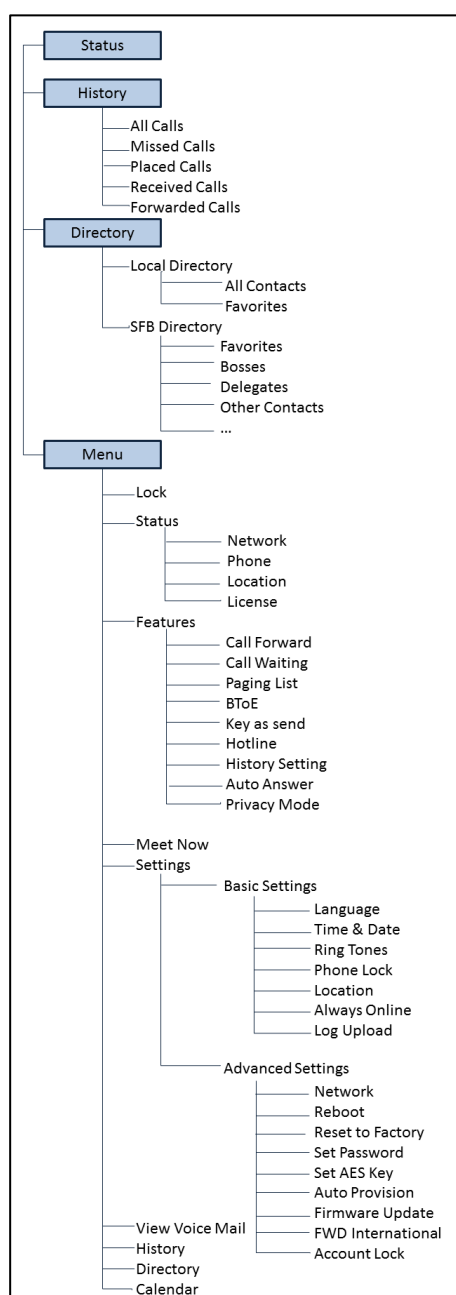 Status
History
All Calls
Missed Calls
Placed Calls
Received Calls
Forwarded Calls
Directory
Local Directory
All Contacts
Favorites
SFB Directory
Favorites
Bosses
Delegates
Other Contacts
...
Menu
Lock
Status
Network
Phone
Location
License
Features
Call Forward
Call Waiting
Paging List
BToE
Key as send
Hotline
History Setting
Auto Answer
Privacy Mode
Meet Now
Settings
Basic Settings
Language
Time & Date
Ring Tones
Phone Lock
Location
Always Online
Log Upload
Advanced Settings
Network
Reboot
Reset to Factory
Set Password
Set AES Key
Auto Provision
Firmware Update
FWD International
Account Lock
View Voice Mail
History
Directory
Calendar